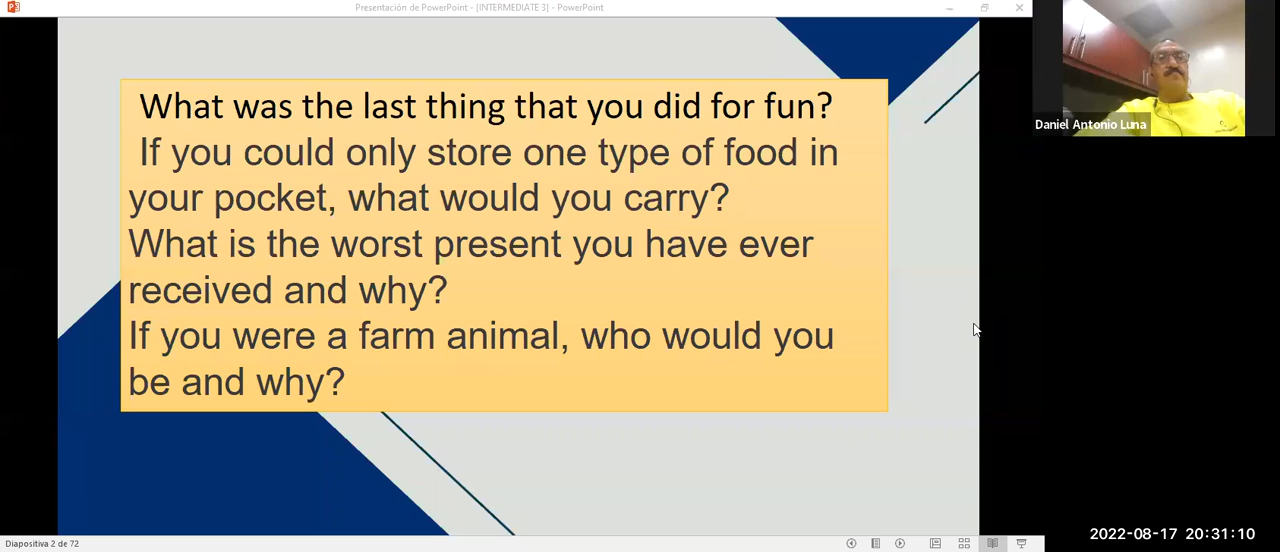 Presentación de PowerPoint - [INTERMEDIATE 3] - PowerPoint
What was the last thing that you did for fun?
If you could only store one type of food in
your pocket, what would you carry?
What is the worst present you have ever
received and why?
If you were a farm animal, who would you
be and why?
Daniel Antonio Luna
Diapositiva 2 de 72
2022-08-17 20:31:10